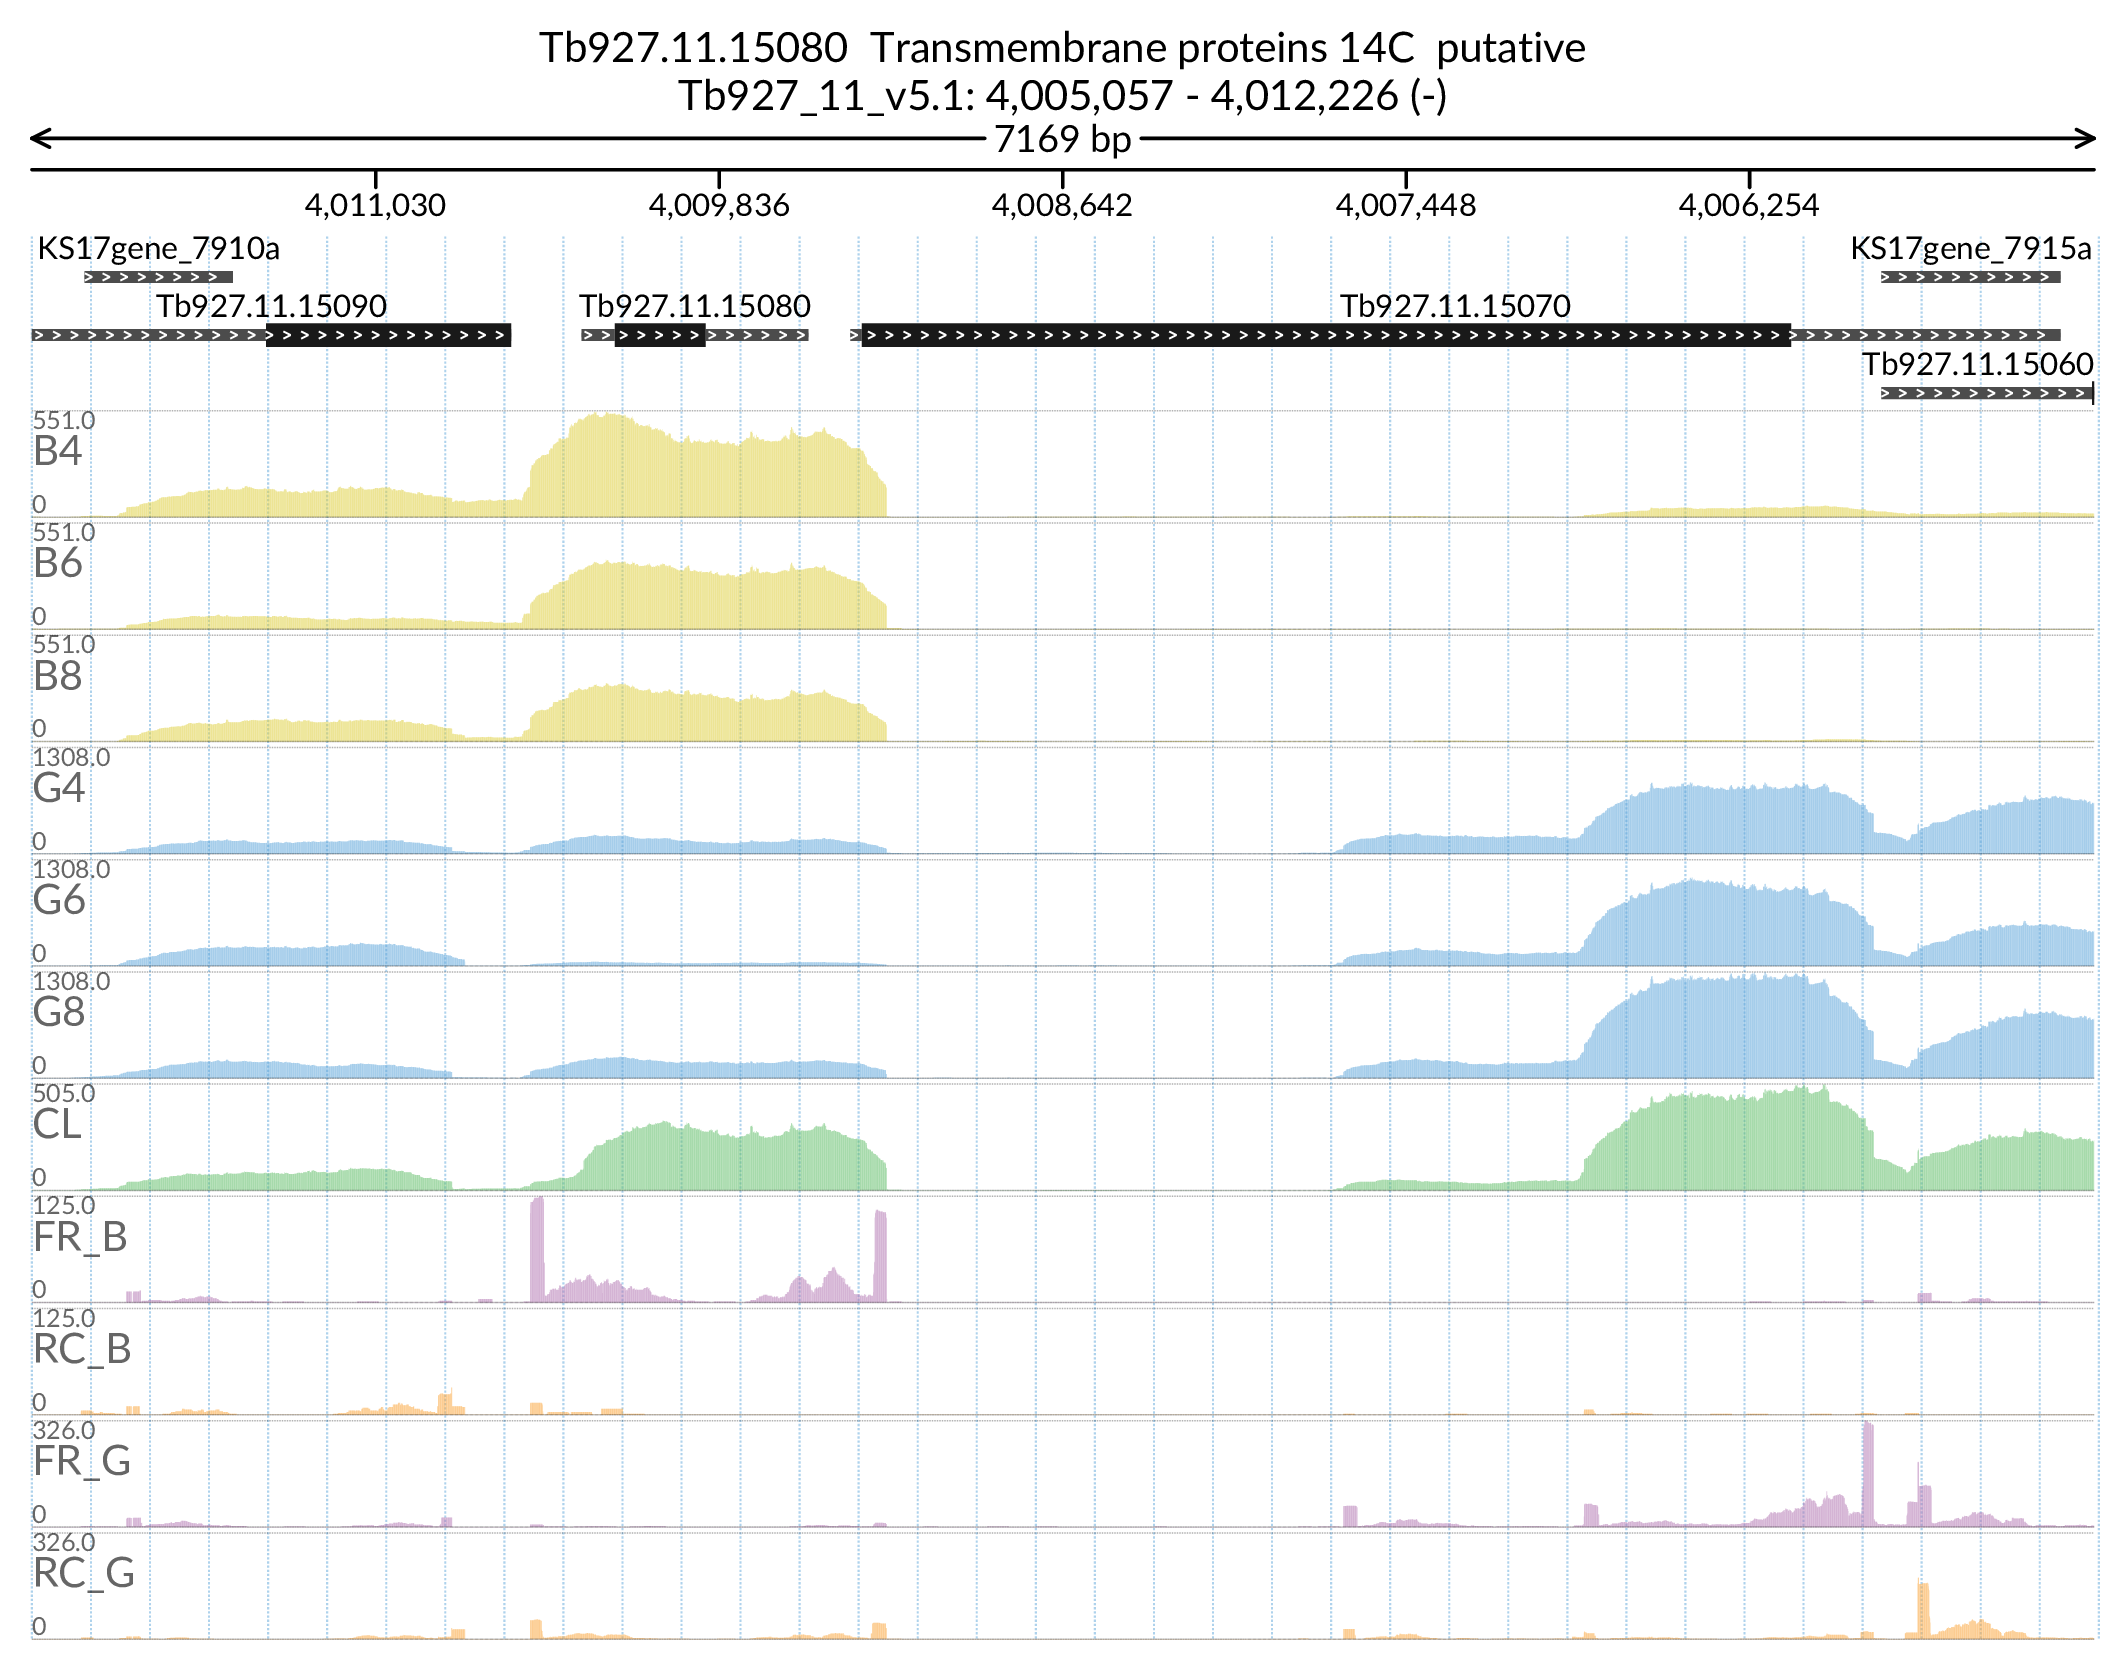 Tb927.11.15080  Transmembrane proteins 14C  putative
Tb927_11_v5.1: 4,005,057 - 4,012,226 (-)
7169 bp
4,011,030 4,009,836 4,008,642 4,007,448 4,006,254
KS17gene_7910a KS17gene_7915a
Tb927.11.15090 Tb927.11.15080 Tb927.11.15070
Tb927.11.15060
551.0
B4
0
551.0
B6
0
551.0
B8
0
1308.0
G4
0
1308.0
G6
0
1308.0
G8
0
505.0
CL
0
125.0
FR_B
0
125.0
RC_B
0
326.0
FR_G
0
326.0
RC_G
0